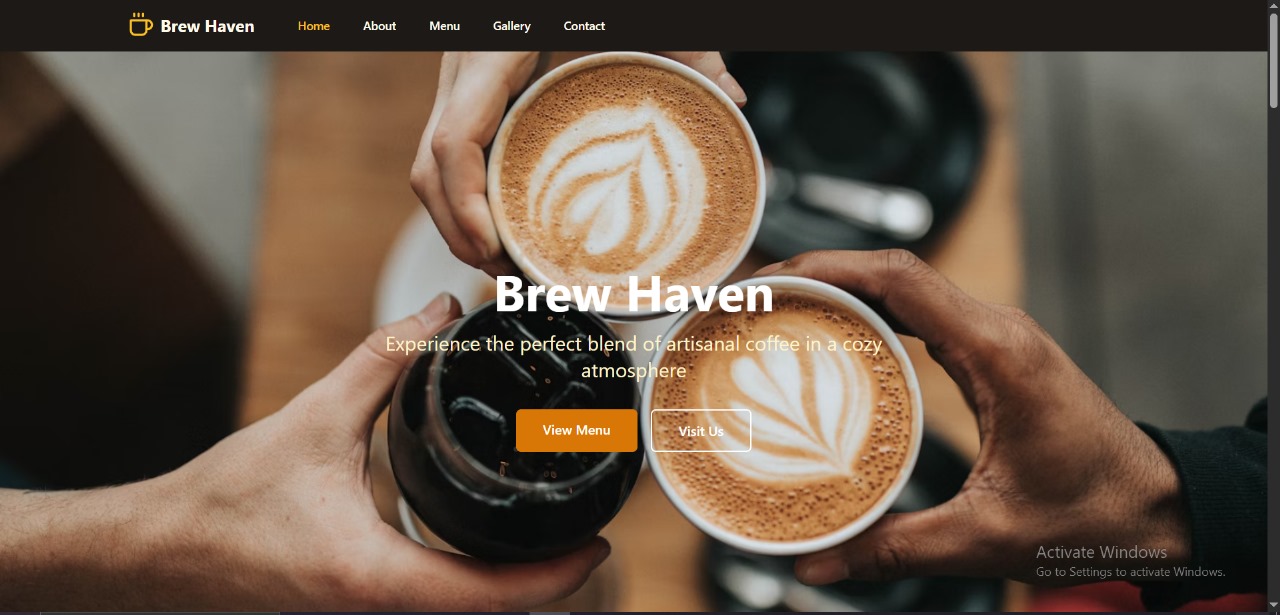 Brew Haven
Home
About
Menu
Gallery
Contact
Brew Haven
Experience the perfect blend of artisanal coffee in a cozy
atmosphere
View Menu
Visit Us
Activate Windows
Go to Settings to activate Windows.